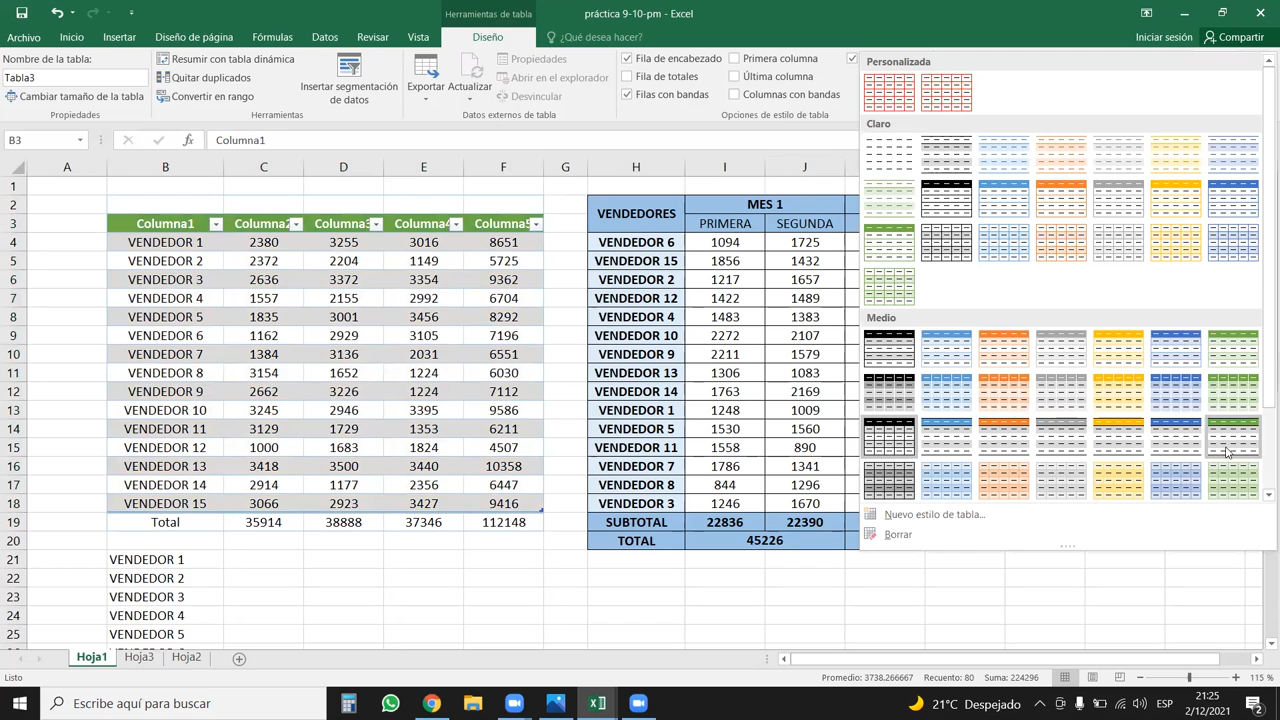 Herramientas de tabla
práctica 9-10-pm - Excel
Archivo Inicio Insertar Diseño de página Fórmulas Datos Revisar Vista Diseño ¿Qué desea hacer? Iniciar sesión Compartir
Nombre de la tabla:
Tabla3
Cambiar tamaño de la tabla
Propiedades
Resumir con tabla dinámica
Quitar duplicados
Convertir en rango
Insertar segmentación
de datos
Herramientas
Exportar Actualizar
Propiedades
Abrir en el explorador
Desvincular
Datos externos de tabla
Fila de encabezado Primera columna
Fila de totales Última columna
Filas con bandas Columnas con bandas
Opciones de estilo de tabla
Personalizada
Claro
Medio
Nuevo estilo de tabla...
Borrar
B3 fx Columna1
A B C D E F G H I J
1
2 VENDEDORES MES 1
3 Columna1 Columna2 Columna3 Columna4 Columna5 PRIMERA SEGUNDA
4 VENDEDOR 1 2380 3255 3016 8651 VENDEDOR 6 1094 1725
5 VENDEDOR 2 2372 2204 1149 5725 VENDEDOR 15 1856 1432
6 VENDEDOR 3 2636 3372 3354 9362 VENDEDOR 2 1217 1657
7 VENDEDOR 4 1557 2155 2992 6704 VENDEDOR 12 1422 1489
8 VENDEDOR 5 1835 3001 3456 8292 VENDEDOR 4 1483 1383
9 VENDEDOR 6 1162 2929 3105 7196 VENDEDOR 10 2272 2107
10 VENDEDOR 7 1384 3136 2031 6551 VENDEDOR 9 2211 1579
11 VENDEDOR 8 3154 1652 1224 6030 VENDEDOR 13 1306 1083
12 VENDEDOR 9 2662 3226 1224 7112 VENDEDOR 14 1763 2169
13 VENDEDOR 10 3245 2946 3395 9586 VENDEDOR 1 1248 1009
14 VENDEDOR 11 3129 1729 1353 6211 VENDEDOR 5 1530 1560
15 VENDEDOR 12 1000 1683 1824 4507 VENDEDOR 11 1558 890
16 VENDEDOR 13 3418 3500 3440 10358 VENDEDOR 7 1786 1341
17 VENDEDOR 14 2914 1177 2356 6447 VENDEDOR 8 844 1296
18 VENDEDOR 15 3066 2923 3427 9416 VENDEDOR 3 1246 1670
19 Total 35914 38888 37346 112148 SUBTOTAL 22836 22390
20 TOTAL 45226
21 VENDEDOR 1
22 VENDEDOR 2
23 VENDEDOR 3
24 VENDEDOR 4
25 VENDEDOR 5
Hoja1 Hoja3 Hoja2
Listo Promedio: 3738.266667 Recuento: 80 Suma: 224296 115 %
Escribe aquí para buscar
21°C Despejado ESP 21:25
2/12/2021
2